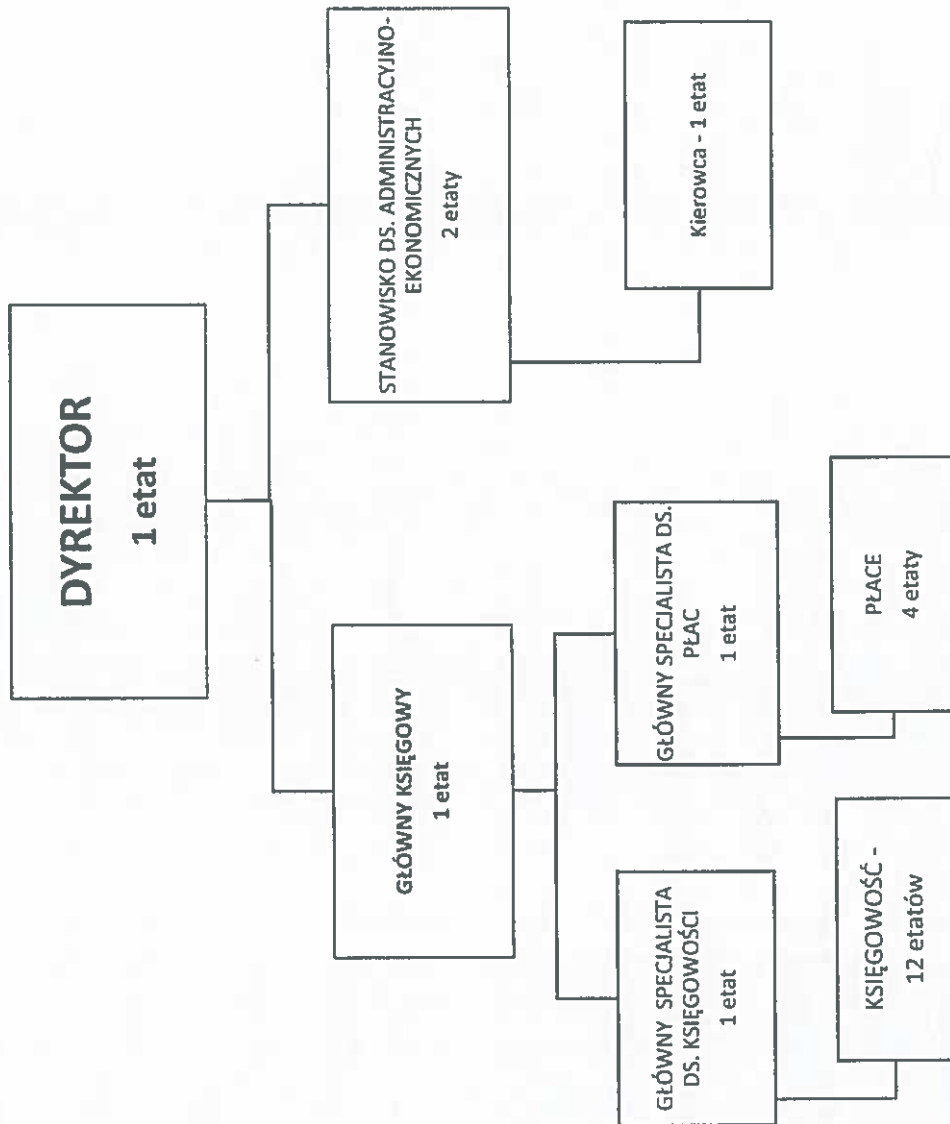 DYREKTOR
1 etat
GŁÓWNY KSIĘGOWY
1 etat
STANOWISKO DS. ADMINISTRACYJNO-
EKONOMICZNYCH
2 etaty
GŁÓWNY SPECJALISTA
DS. KSIĘGOWOŚCI
1 etat
GŁÓWNY SPECJALISTA DS.
PŁAC
1 etat
Kierowca - 1 etat
KSIĘGOWOŚĆ -
12 etatów
PŁACE
4 etaty